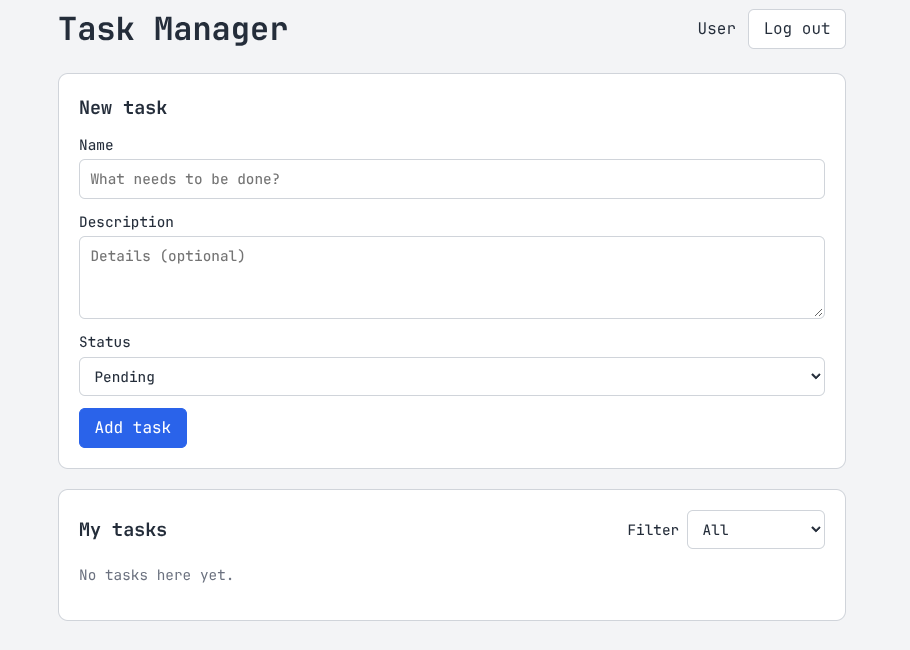 Task Manager
User
Log out
New task
Name
What needs to be done?
Description
Details (optional)
Status
Pending
Add task
My tasks
Filter
All
No tasks here yet.